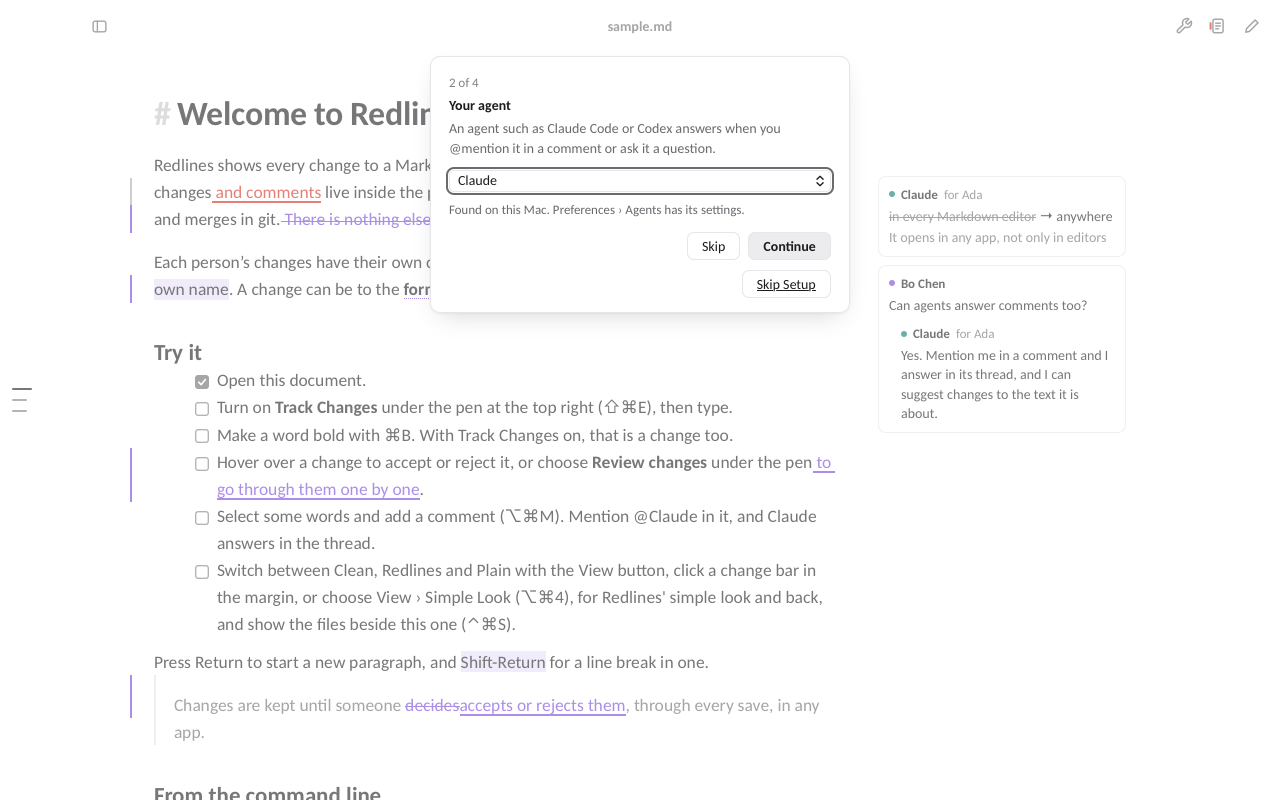 sample.md
2 of 4
Your agent
An agent such as Claude Code or Codex answers when you
@mention it in a comment or ask it a question.
Claude
Found on this Mac. Preferences › Agents has its settings.
Skip
Continue
Skip Setup
# Welcome to Redlin
Redlines shows every change to a Mark
changes and comments live inside the
and merges in git. There is nothing else
Each person’s changes have their own
own name. A change can be to the
Try it
Open this document.
Turn on Track Changes under the pen at the top right (⇧⌘E), then type.
Make a word bold with ⌘B. With Track Changes on, that is a change too.
Hover over a change to accept or reject it, or choose Review changes under the pen to
go through them one by one.
Select some words and add a comment (⌥⌘M). Mention @Claude in it, and Claude
answers in the thread.
Switch between Clean, Redlines and Plain with the View button, click a change bar in
the margin, or choose View › Simple Look (⌥⌘4), for Redlines' simple look and back,
and show the files beside this one (^⌘S).
Press Return to start a new paragraph, and Shift-Return for a line break in one.
Changes are kept until someone decidesaccepts or rejects them, through every save, in any
app.
From the command line
Claude for Ada
in every Markdown editor → anywhere
It opens in any app, not only in editors
Bo Chen
Can agents answer comments too?
Claude for Ada
Yes. Mention me in a comment and I
answer in its thread, and I can
suggest changes to the text it is
about.